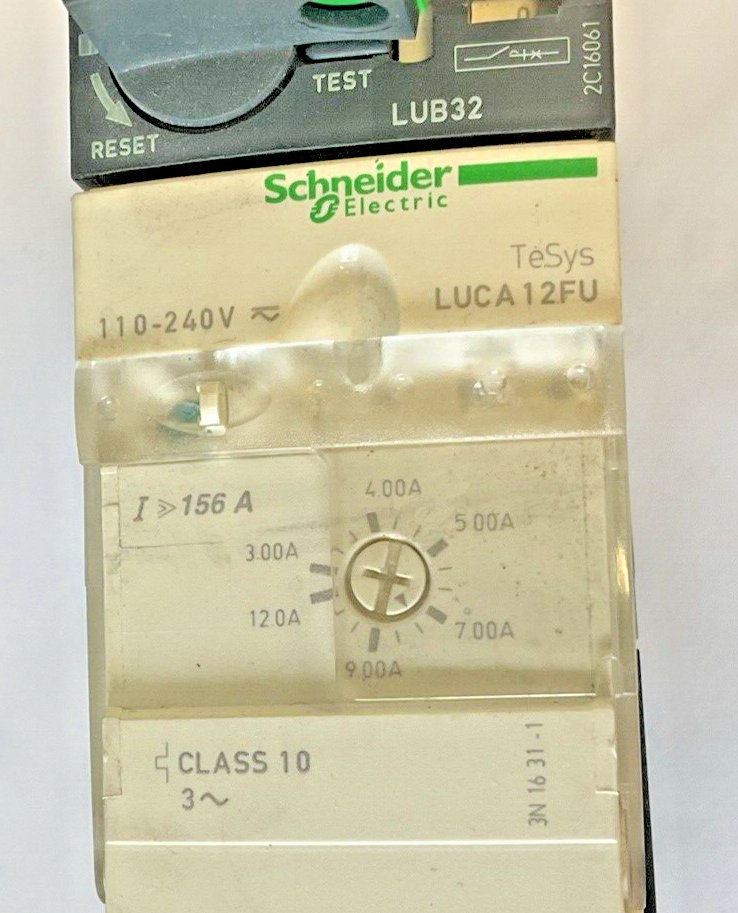 TEST
2C16061
LUB32
RESET
Schneider
Electric
TeSys
LUCA12FU
110-240V ≂
I ≫ 156 A
4.00A
5.00A
3.00A
12.0A
7.00A
9.00A
CLASS 10
3~
3N 16 31 -1